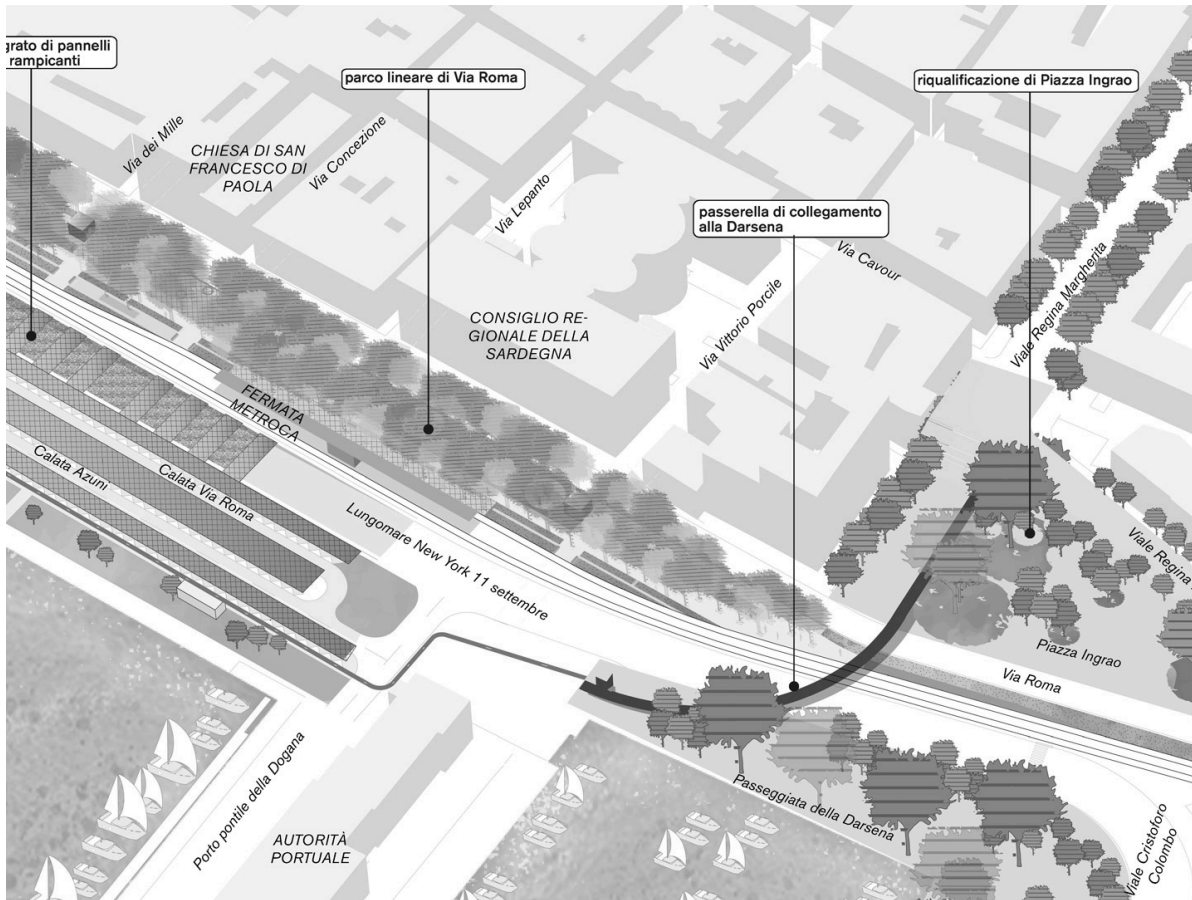 grato di pannelli
rampicanti
parco lineare di Via Roma
riqualificazione di Piazza Ingrao
Via dei Mille
CHIESA DI SAN
FRANCESCO DI
PAOLA
Via Concezione
Via Lepanto
passerella di collegamento
alla Darsena
Via Cavour
Viale Regina Margherita
Via Vittorio Porcile
CONSIGLIO RE-
GIONALE DELLA
SARDEGNA
FERMATA
METROCA
Calata Via Roma
Calata Azuni
Lungomare New York 11 settembre
Viale Regina
Piazza Ingrao
Via Roma
Porto pontile della Dogana
AUTORITÀ
PORTUALE
Passeggiata della Darsena
Viale Cristoforo
Colombo